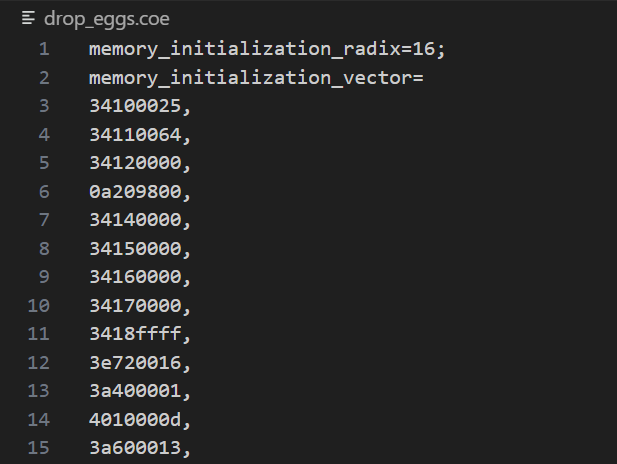 drop_eggs.coe
1 memory_initialization_radix=16;
2 memory_initialization_vector=
3 34100025,
4 34110064,
5 34120000,
6 0a209800,
7 34140000,
8 34150000,
9 34160000,
10 34170000,
11 3418ffff,
12 3e720016,
13 3a400001,
14 4010000d,
15 3a600013,